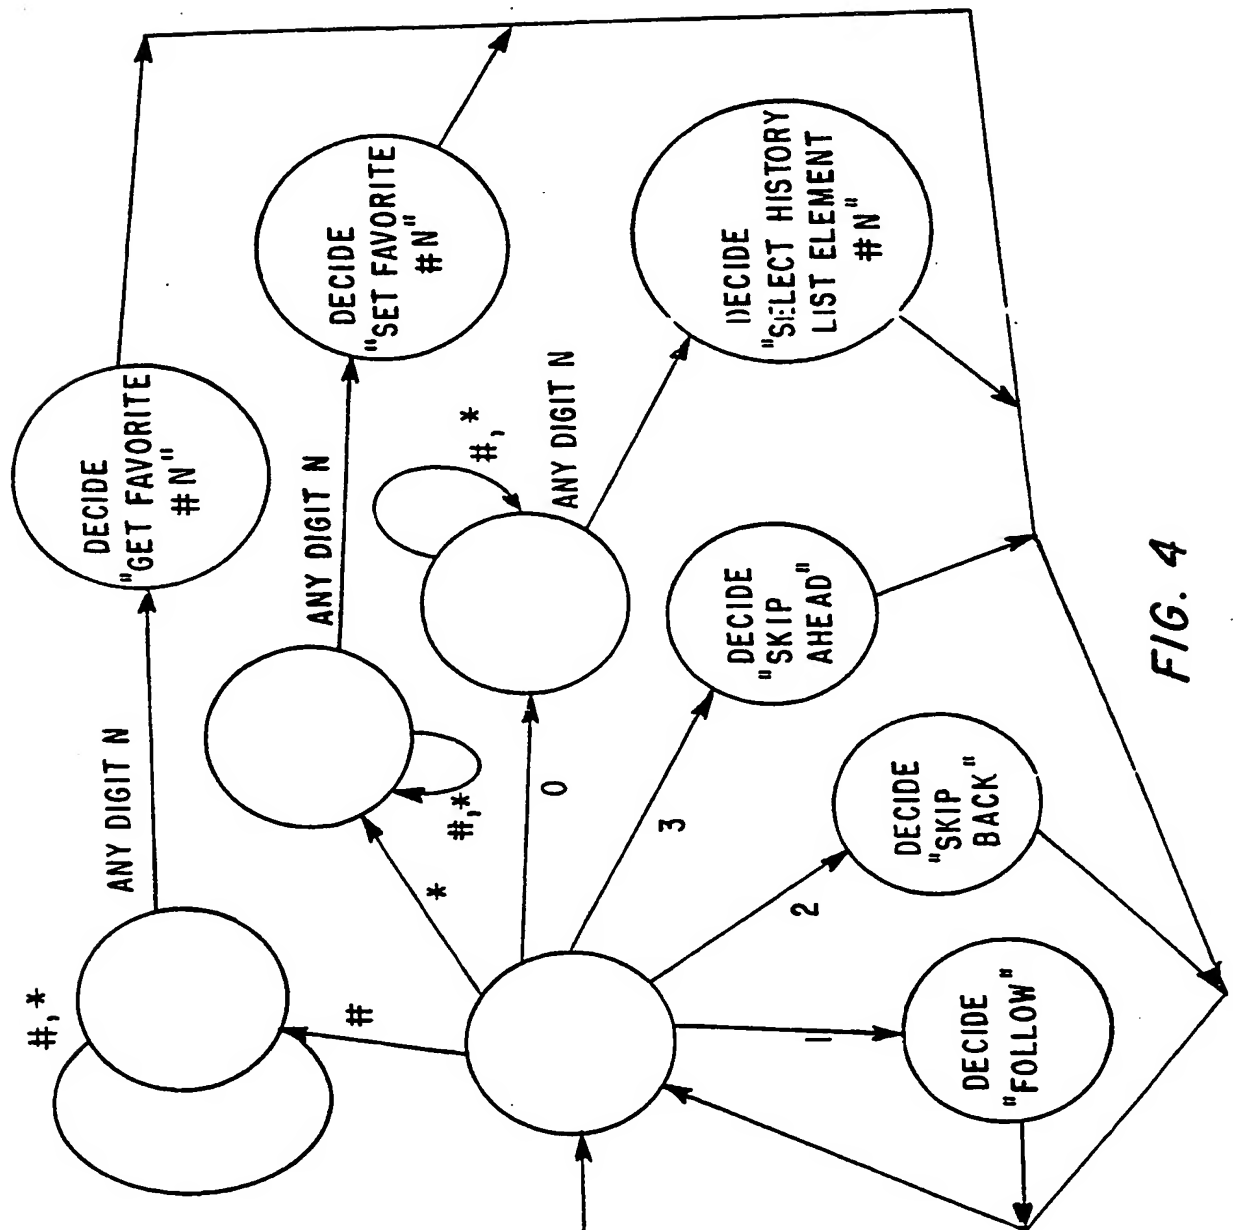 #,*
#
ANY DIGIT N
DECIDE
"GET FAVORITE
#N"
*
#,*
ANY DIGIT N
DECIDE
"SET FAVORITE
#N"
0
#,*
ANY DIGIT N
DECIDE
"SELECT HISTORY
LIST ELEMENT
#N"
3
DECIDE
"SKIP
AHEAD"
2
DECIDE
"SKIP
BACK"
1
DECIDE
"FOLLOW"
FIG. 4